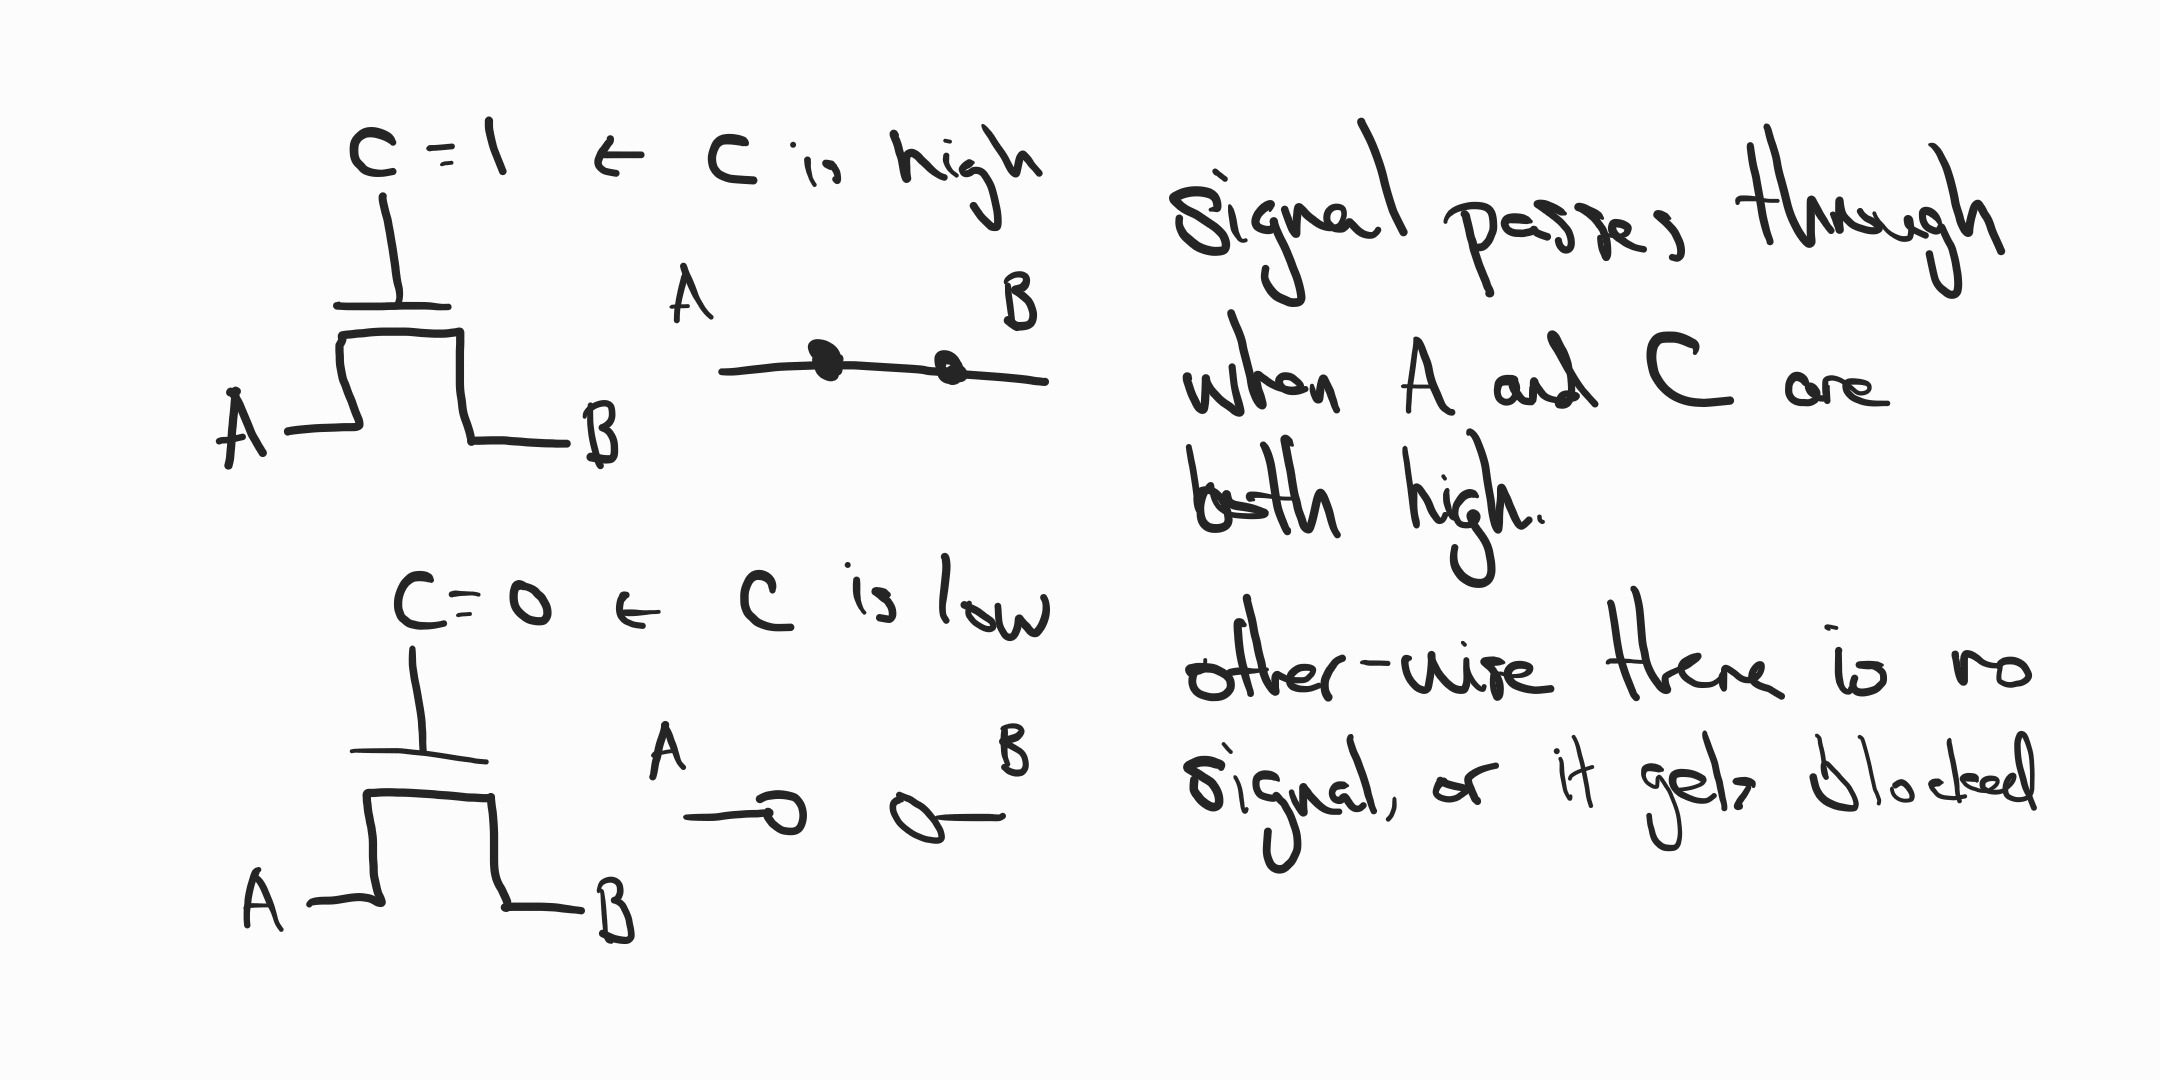 C = 1 ← C is high
A B
A B
C = 0 ← C is low
A B
A B
Signal passes through
when A and C are
both high.
other-wise there is no
signal, or it gets blocked